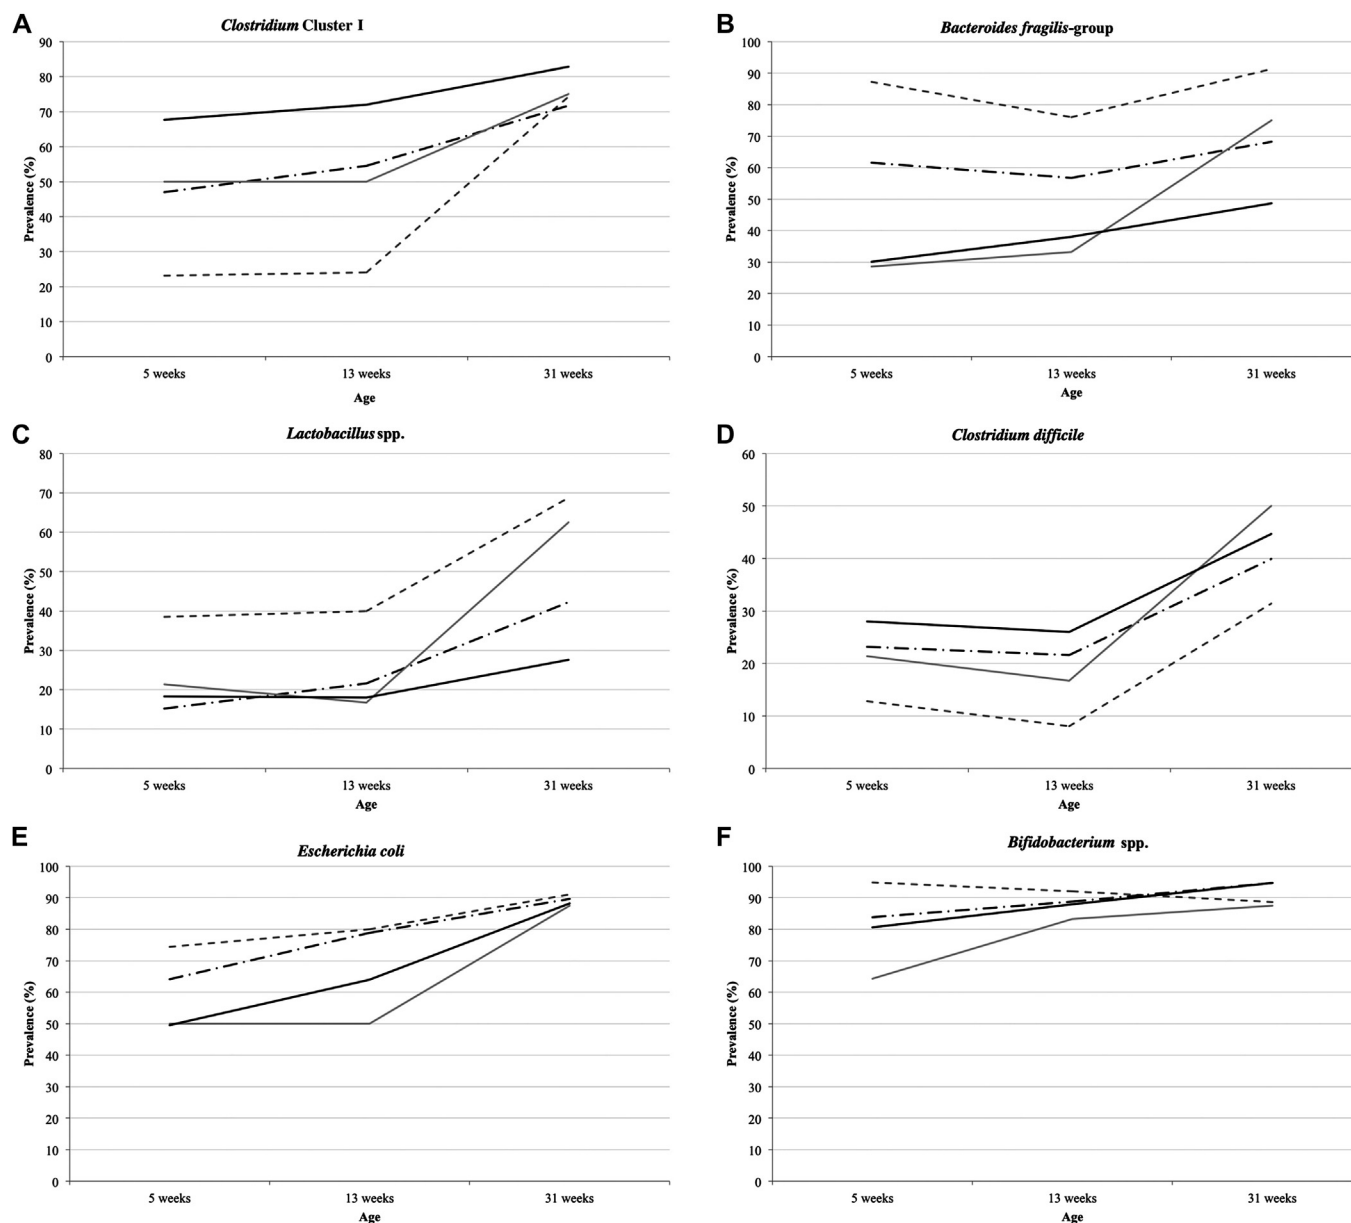 A
Clostridium Cluster I
90
80
70
60
50
40
30
20
10
0
Prevalence (%)
5 weeks 13 weeks 31 weeks
Age
B
Bacteroides fragilis-group
100
90
80
70
60
50
40
30
20
10
0
Prevalence (%)
5 weeks 13 weeks 31 weeks
Age
C
Lactobacillus spp.
80
70
60
50
40
30
20
10
0
Prevalence (%)
5 weeks 13 weeks 31 weeks
Age
D
Clostridium difficile
60
50
40
30
20
10
0
Prevalence (%)
5 weeks 13 weeks 31 weeks
Age
E
Escherichia coli
100
90
80
70
60
50
40
30
20
10
0
Prevalence (%)
5 weeks 13 weeks 31 weeks
Age
F
Bifidobacterium spp.
100
90
80
70
60
50
40
30
20
10
0
Prevalence (%)
5 weeks 13 weeks 31 weeks
Age